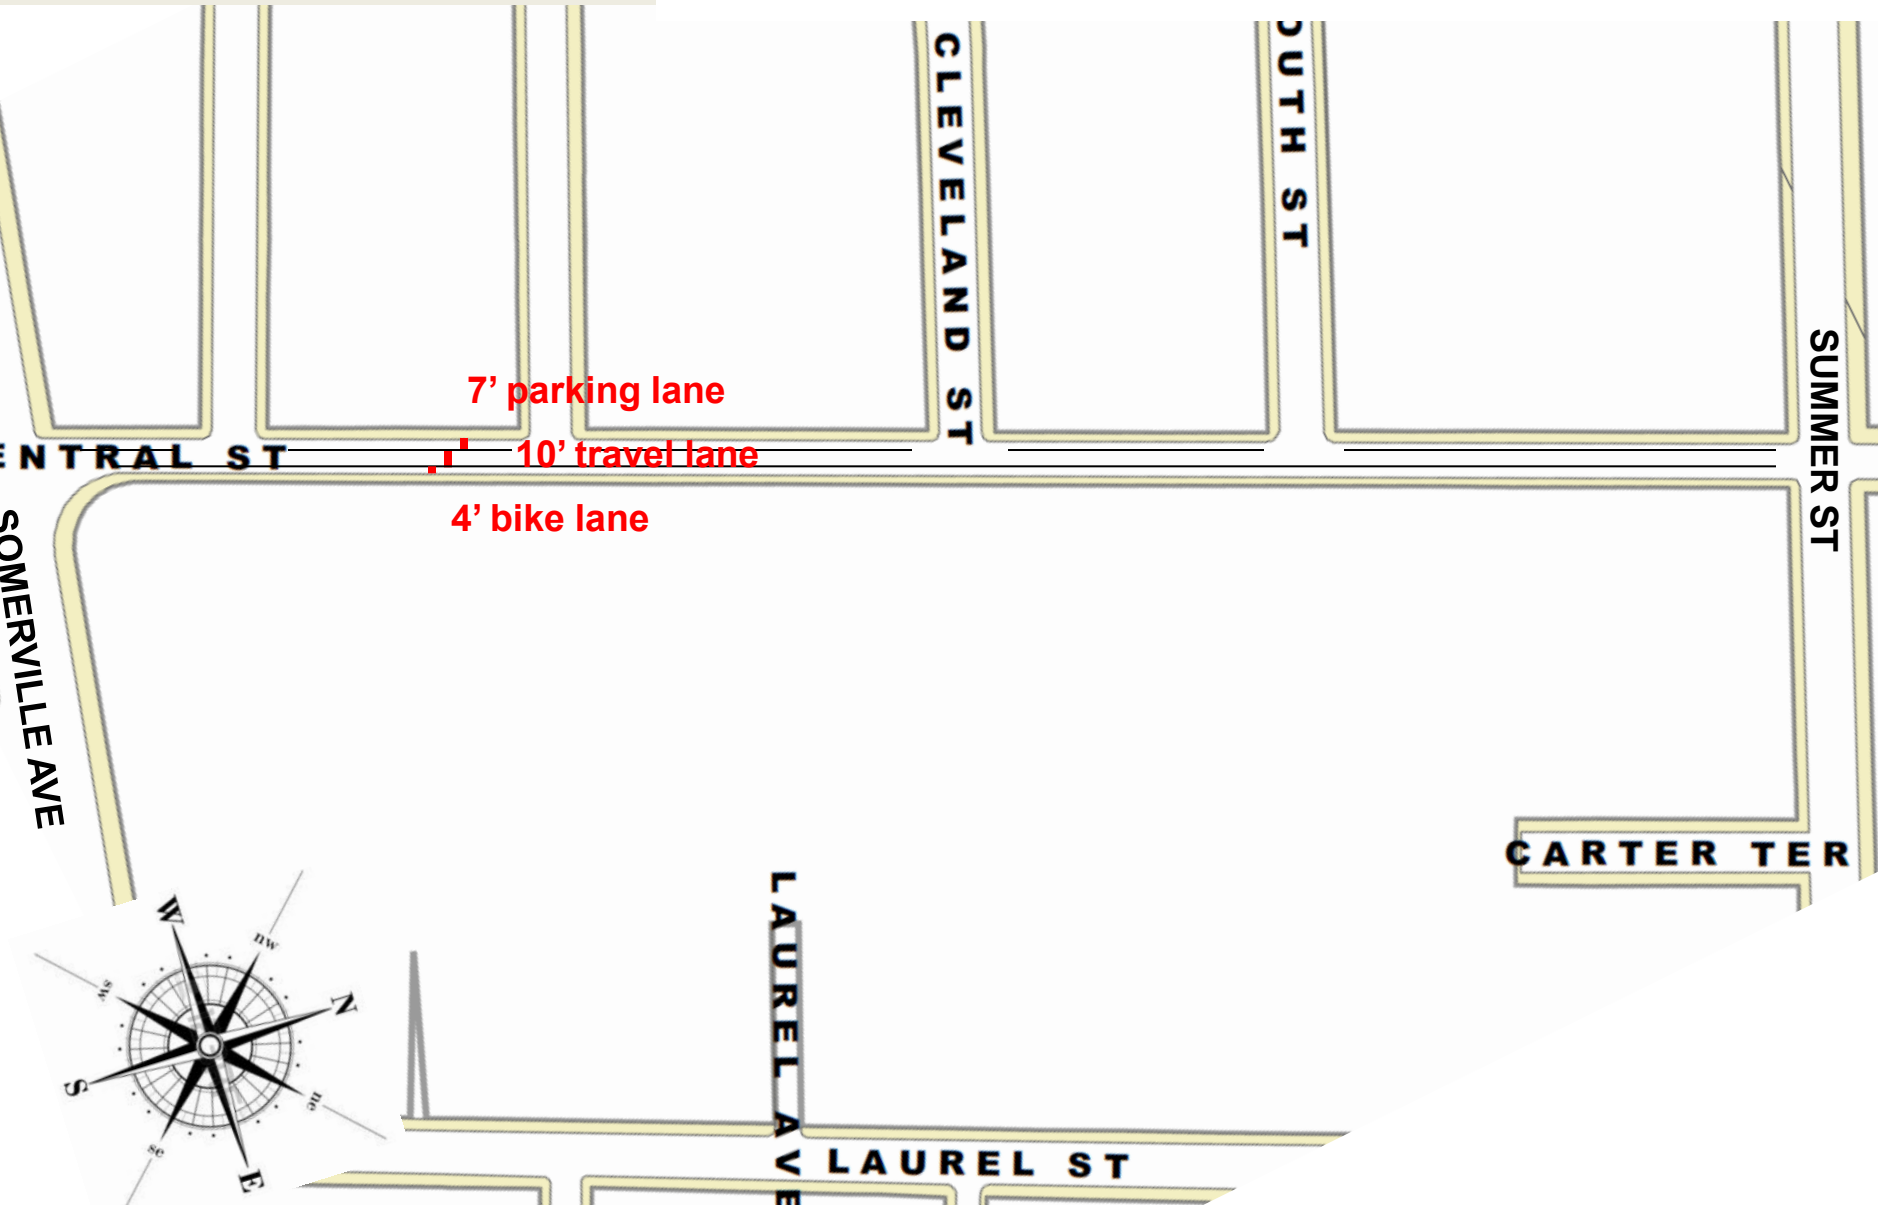 CLEVELAND ST
OUTH ST
SUMMER ST
7’ parking lane
ENTRAL ST
10’ travel lane
4’ bike lane
SOMERVILLE AVE
CARTER TER
LAUREL AVE
LAUREL ST
W
nw
N
ne
E
se
S
sw